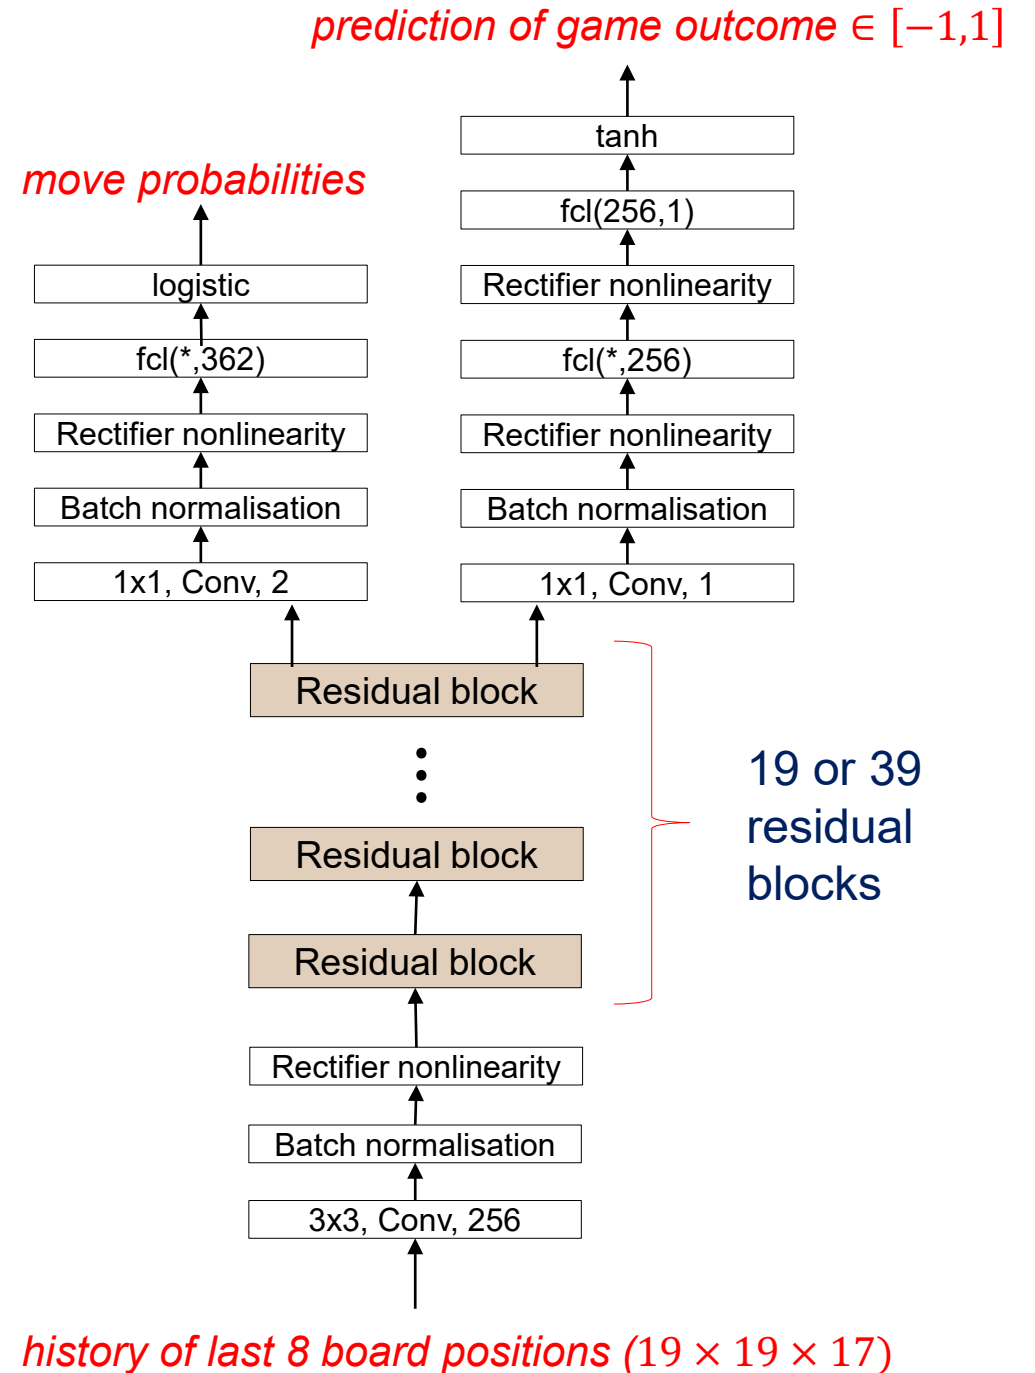 prediction of game outcome ∈ [−1,1]
tanh
fcl(256,1)
Rectifier nonlinearity
fcl(*,256)
Rectifier nonlinearity
Batch normalisation
1x1, Conv, 1
move probabilities
logistic
fcl(*,362)
Rectifier nonlinearity
Batch normalisation
1x1, Conv, 2
Residual block
Residual block
Residual block
19 or 39
residual
blocks
Rectifier nonlinearity
Batch normalisation
3x3, Conv, 256
history of last 8 board positions (19 × 19 × 17)